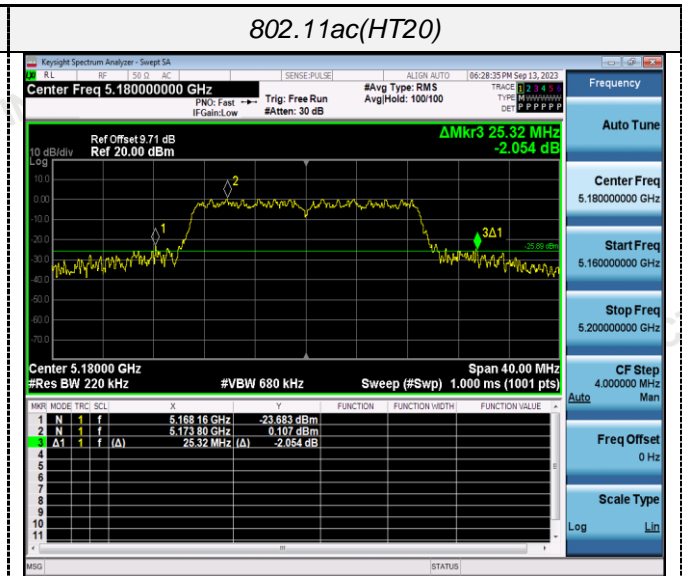 802.11ac(HT20)
Keysight Spectrum Analyzer - Swept SA
RL RF 50 Ω AC SENSE:PULSE ALIGN AUTO 06:28:35 PM Sep 13, 2023
Center Freq 5.180000000 GHz #Avg Type: RMS TRACE 1 2 3 4 5 6
PNO: Fast Trig: Free Run Avg|Hold: 100/100 TYPE M W W W W W
IFGain:Low #Atten: 30 dB DET P P P P P P
Ref Offset 9.71 dB ΔMkr3 25.32 MHz
10 dB/div Ref 20.00 dBm -2.054 dB
Log
10.0
0.00
-10.0
-20.0
-30.0
-40.0
-50.0
-60.0
-70.0
2
1
3Δ1
-25.89 dBm
Center 5.18000 GHz Span 40.00 MHz
#Res BW 220 kHz #VBW 680 kHz Sweep (#Swp) 1.000 ms (1001 pts)
MKR MODE TRC SCL X Y FUNCTION FUNCTION WIDTH FUNCTION VALUE
1 N 1 f 5.168 16 GHz -23.683 dBm
2 N 1 f 5.173 80 GHz 0.107 dBm
3 Δ1 1 f (Δ) 25.32 MHz (Δ) -2.054 dB
4
5
6
7
8
9
10
11
MSG STATUS
Frequency
Auto Tune
Center Freq
5.180000000 GHz
Start Freq
5.160000000 GHz
Stop Freq
5.200000000 GHz
CF Step
4.000000 MHz
Auto Man
Freq Offset
0 Hz
Scale Type
Log Lin